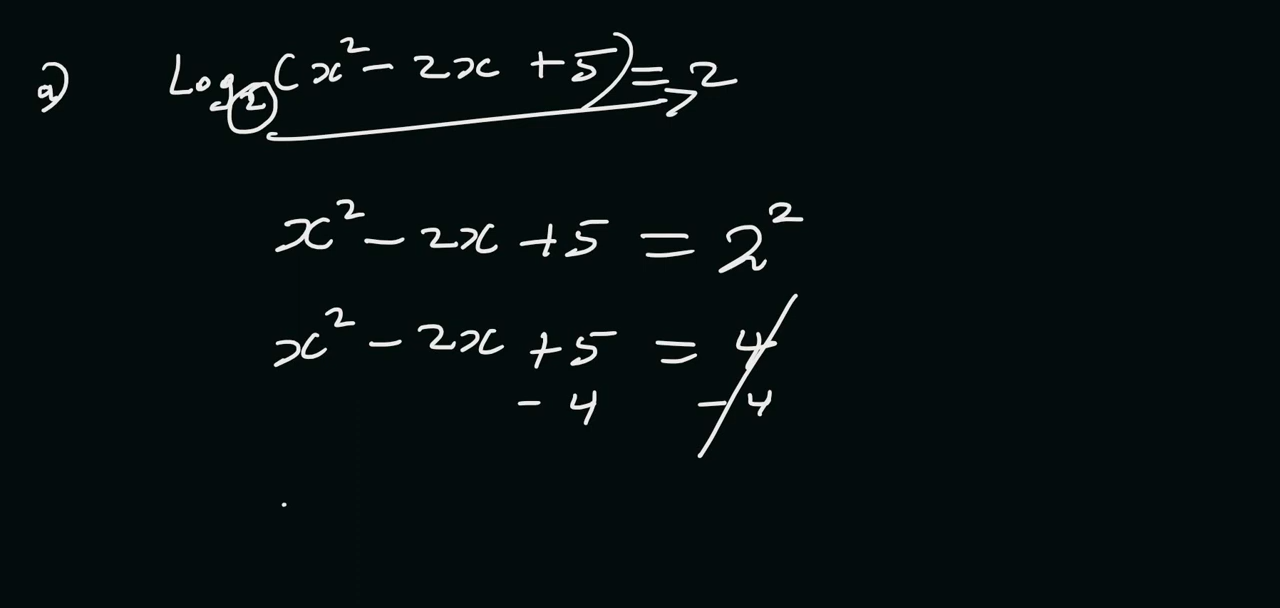 a) Log₂(x² - 2x + 5) = 2
x² - 2x + 5 = 2²
x² - 2x + 5 = 4
- 4 - 4